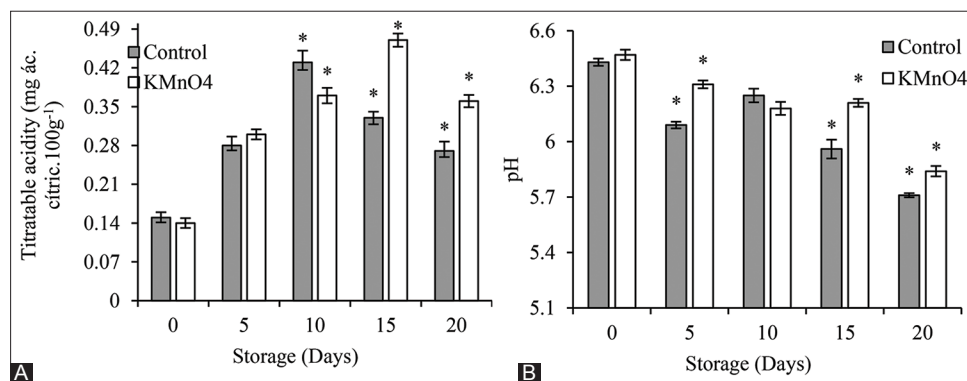 Titratable acidity (mg ác.
cítric.100g-1)
0.49
0.42
0.35
0.28
0.21
0.14
0.07
0
Control
KMnO4
*
*
*
*
*
*
0 5 10 15 20
Storage (Days)
A
pH
6.6
6.3
6
5.7
5.4
5.1
Control
KMnO4
*
*
*
*
*
*
0 5 10 15 20
Storage (Days)
B